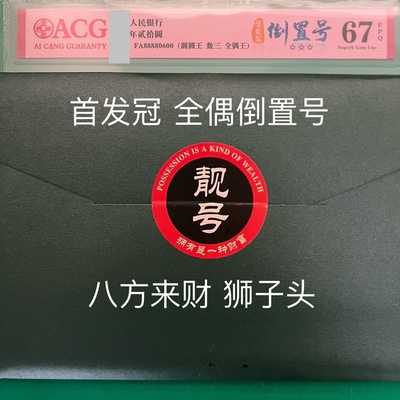 ACG
AI CANG GUARANTY
人民银行
年贰拾圆
FA88880600 (圆圆王 数三 全偶王)
倒置号
☆☆☆
67
EPQ
Superb Gem Unc
首发冠 全偶倒置号
POSSESSION IS A KIND OF WEALTH
靓号
拥有是一种财富
八方来财 狮子头